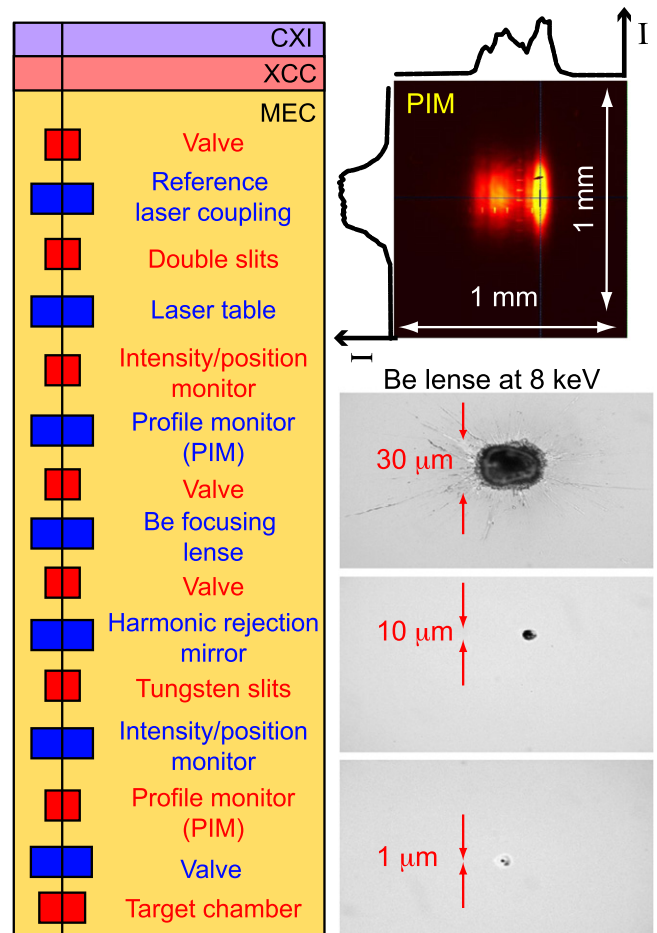 CXI
XCC
MEC
Valve
Reference
laser coupling
Double slits
Laser table
Intensity/position
monitor
Profile monitor
(PIM)
Valve
Be focusing
lense
Valve
Harmonic rejection
mirror
Tungsten slits
Intensity/position
monitor
Profile monitor
(PIM)
Valve
Target chamber
I
PIM
1 mm
1 mm
I
Be lense at 8 keV
30 μm
10 μm
1 μm